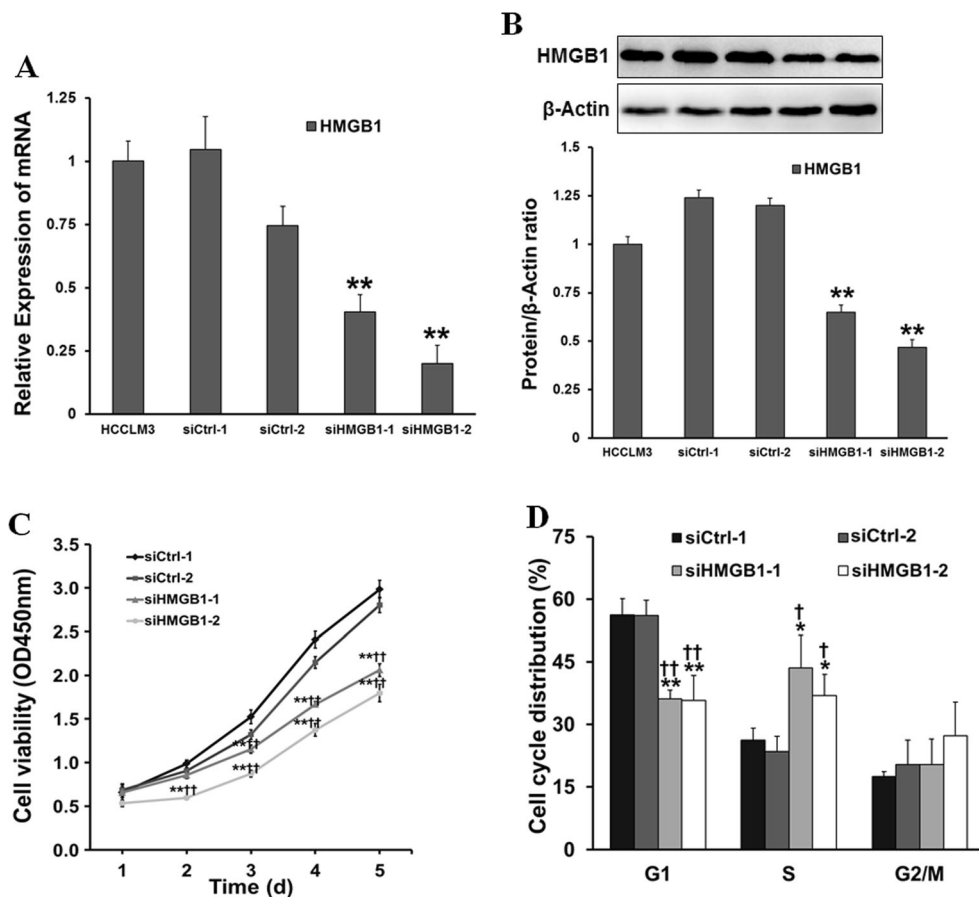 A
1.25
1
0.75
0.5
0.25
0
Relative Expression of mRNA
HMGB1
**
**
HCCLM3 siCtrl-1 siCtrl-2 siHMGB1-1 siHMGB1-2
B
HMGB1
β-Actin
1.5
1.25
1
0.75
0.5
0.25
0
Protein/β-Actin ratio
HMGB1
**
**
HCCLM3 siCtrl-1 siCtrl-2 siHMGB1-1 siHMGB1-2
C
3.5
3.0
2.5
2.0
1.5
1.0
0.5
0.0
Cell viability (OD450nm)
siCtrl-1
siCtrl-2
siHMGB1-1
siHMGB1-2
**††
**††
**††
**††
**††
**††
**††
1 2 3 4 5
Time (d)
D
75
60
45
30
15
0
Cell cycle distribution (%)
siCtrl-1 siCtrl-2
siHMGB1-1 siHMGB1-2
††
**
††
**
†
*
†
*
G1 S G2/M